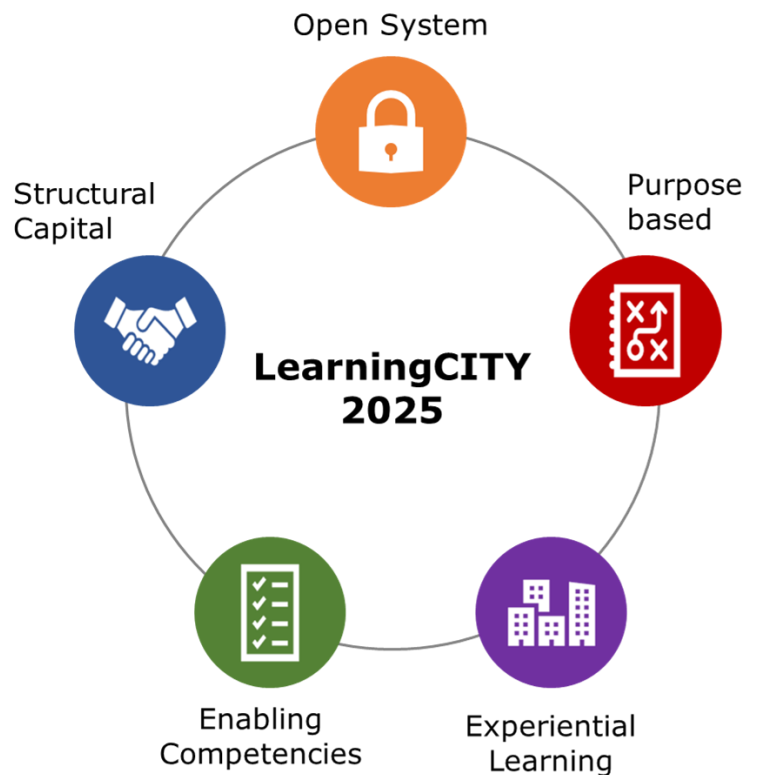 Open System
Structural
Capital
Purpose
based
LearningCITY
2025
Enabling
Competencies
Experiential
Learning